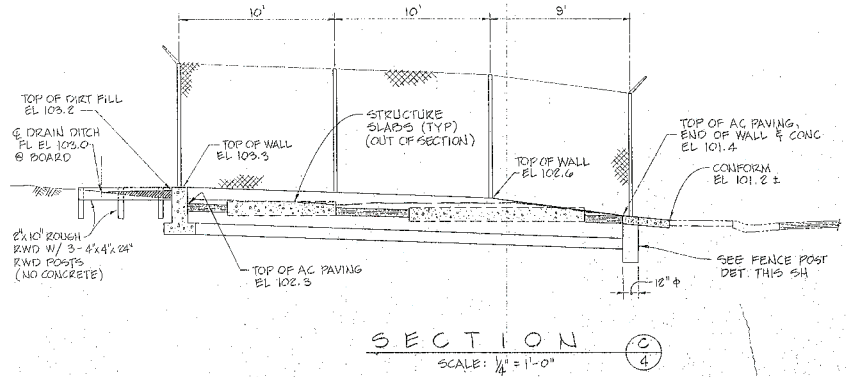 10' 10' 9'
TOP OF DIRT FILL
EL 103.2
℄ DRAIN DITCH
FL EL 103.0
@ BOARD
TOP OF WALL
EL 103.3
STRUCTURE
SLABS (TYP)
(OUT OF SECTION)
TOP OF WALL
EL 102.6
TOP OF AC PAVING,
END OF WALL & CONC
EL 101.4
CONFORM
EL 101.2 ±
2"x10" ROUGH
RWD W/ 3-4"x4"x24"
RWD POSTS
(NO CONCRETE)
TOP OF AC PAVING
EL 102.3
SEE FENCE POST
DET. THIS SH
12" Φ
SECTION
C
4
SCALE: 1/4" = 1'-0"